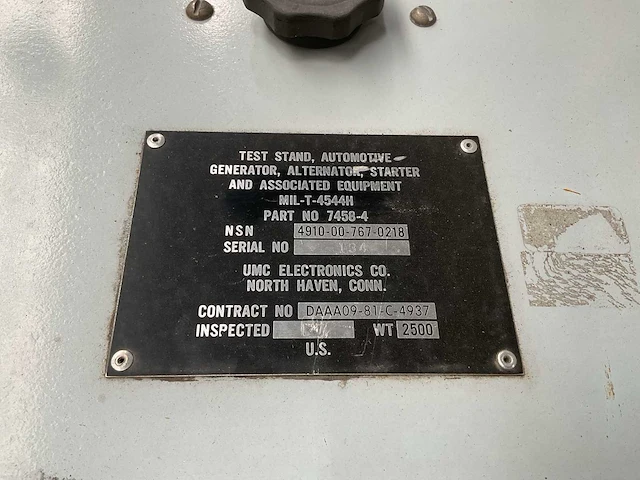 TEST STAND, AUTOMOTIVE
GENERATOR, ALTERNATOR, STARTER
AND ASSOCIATED EQUIPMENT
MIL-T-4544H
PART NO 7458-4
NSN 4910-00-767-0218
SERIAL NO 134
UMC ELECTRONICS CO.
NORTH HAVEN, CONN.
CONTRACT NO DAAA09-81-C-4937
INSPECTED WT 2500
U.S.